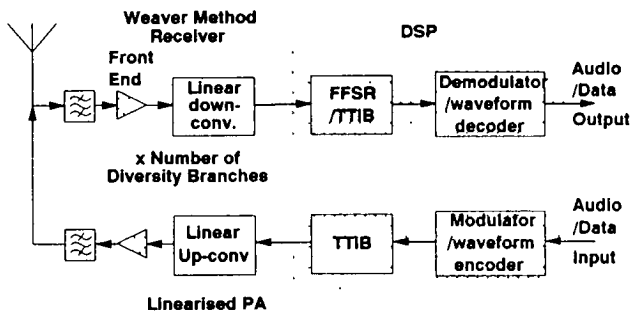 Weaver Method
Receiver
DSP
Front
End
Linear
down-
conv.
FFSR
/TTIB
Demodulator
/waveform
decoder
Audio
/Data
Output
x Number of
Diversity Branches
Linear
Up-conv
TTIB
Modulator
/waveform
encoder
Audio
/Data
Input
Linearised PA